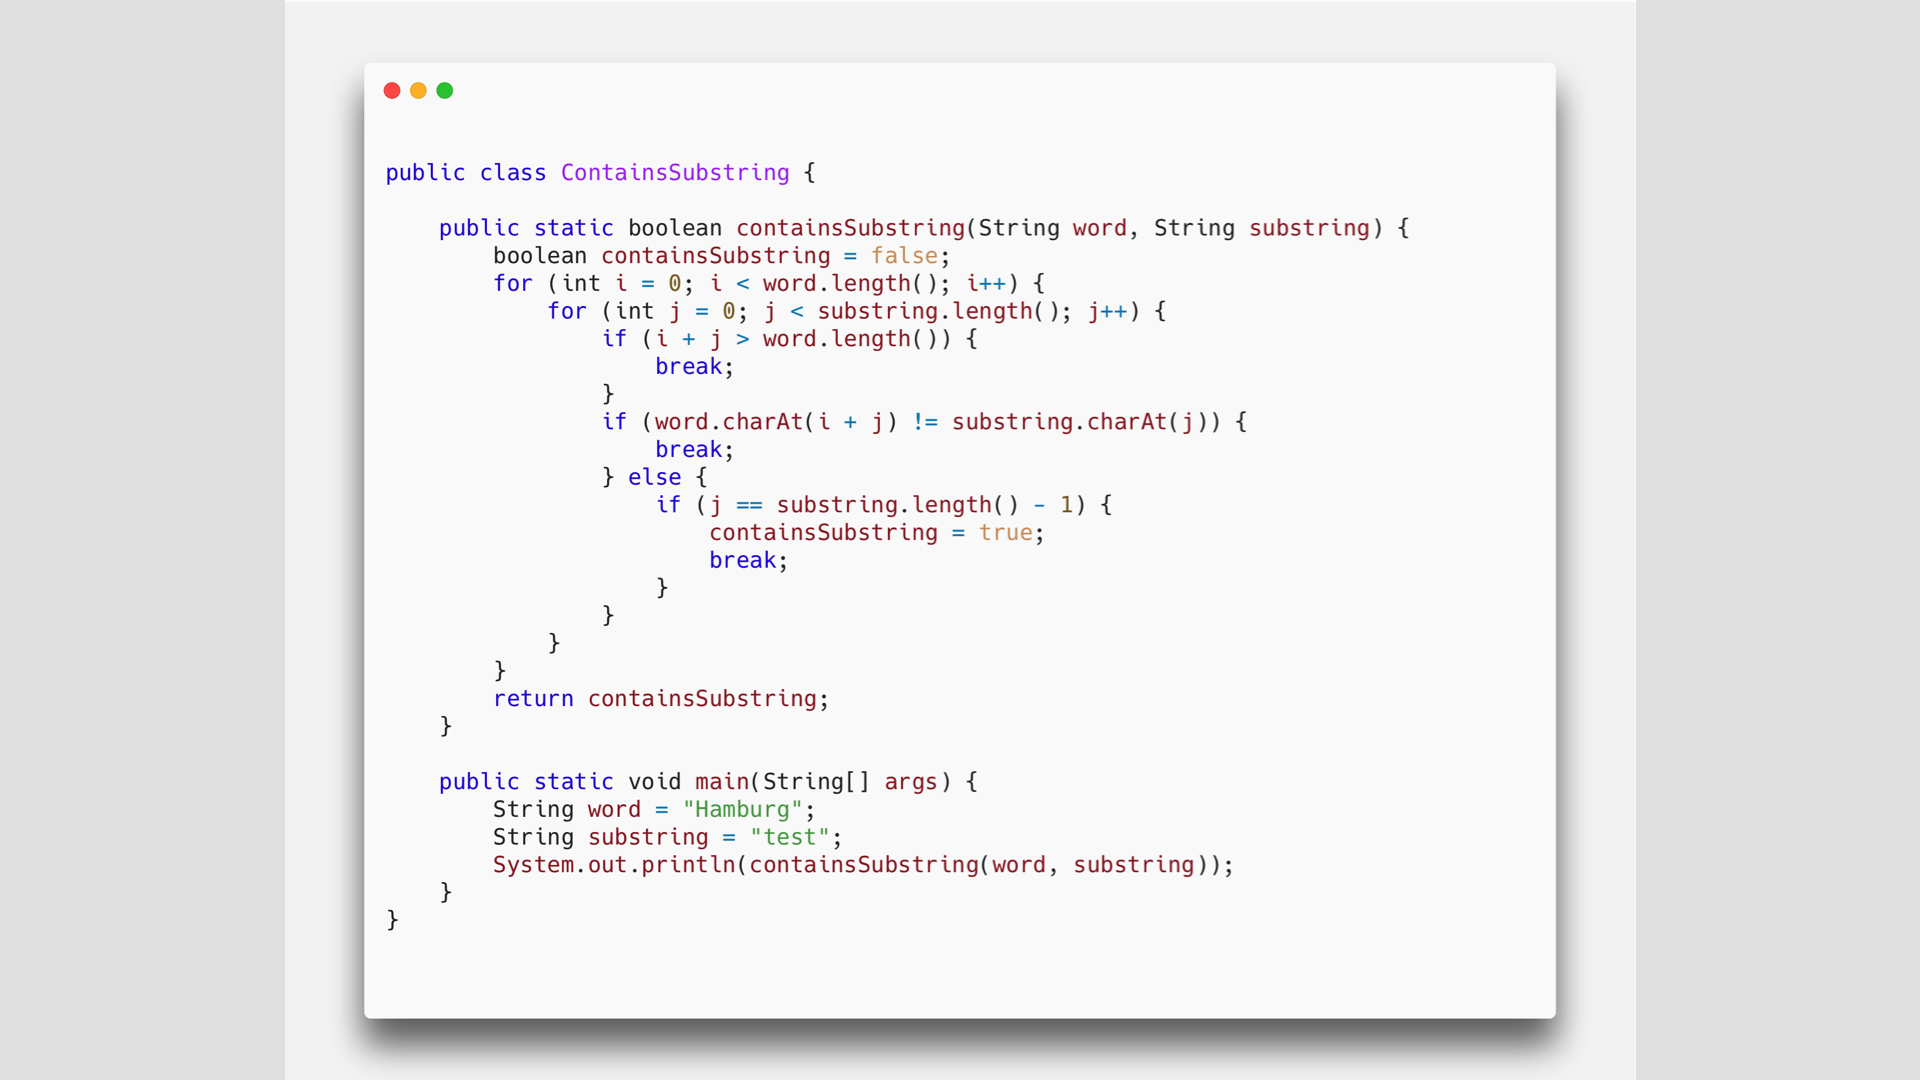 public class ContainsSubstring {
    public static boolean containsSubstring(String word, String substring) {
        boolean containsSubstring = false;
        for (int i = 0; i < word.length(); i++) {
            for (int j = 0; j < substring.length(); j++) {
                if (i + j > word.length()) {
                    break;
                }
                if (word.charAt(i + j) != substring.charAt(j)) {
                    break;
                } else {
                    if (j == substring.length() - 1) {
                        containsSubstring = true;
                        break;
                    }
                }
            }
        }
        return containsSubstring;
    }
    public static void main(String[] args) {
        String word = "Hamburg";
        String substring = "test";
        System.out.println(containsSubstring(word, substring));
    }
}